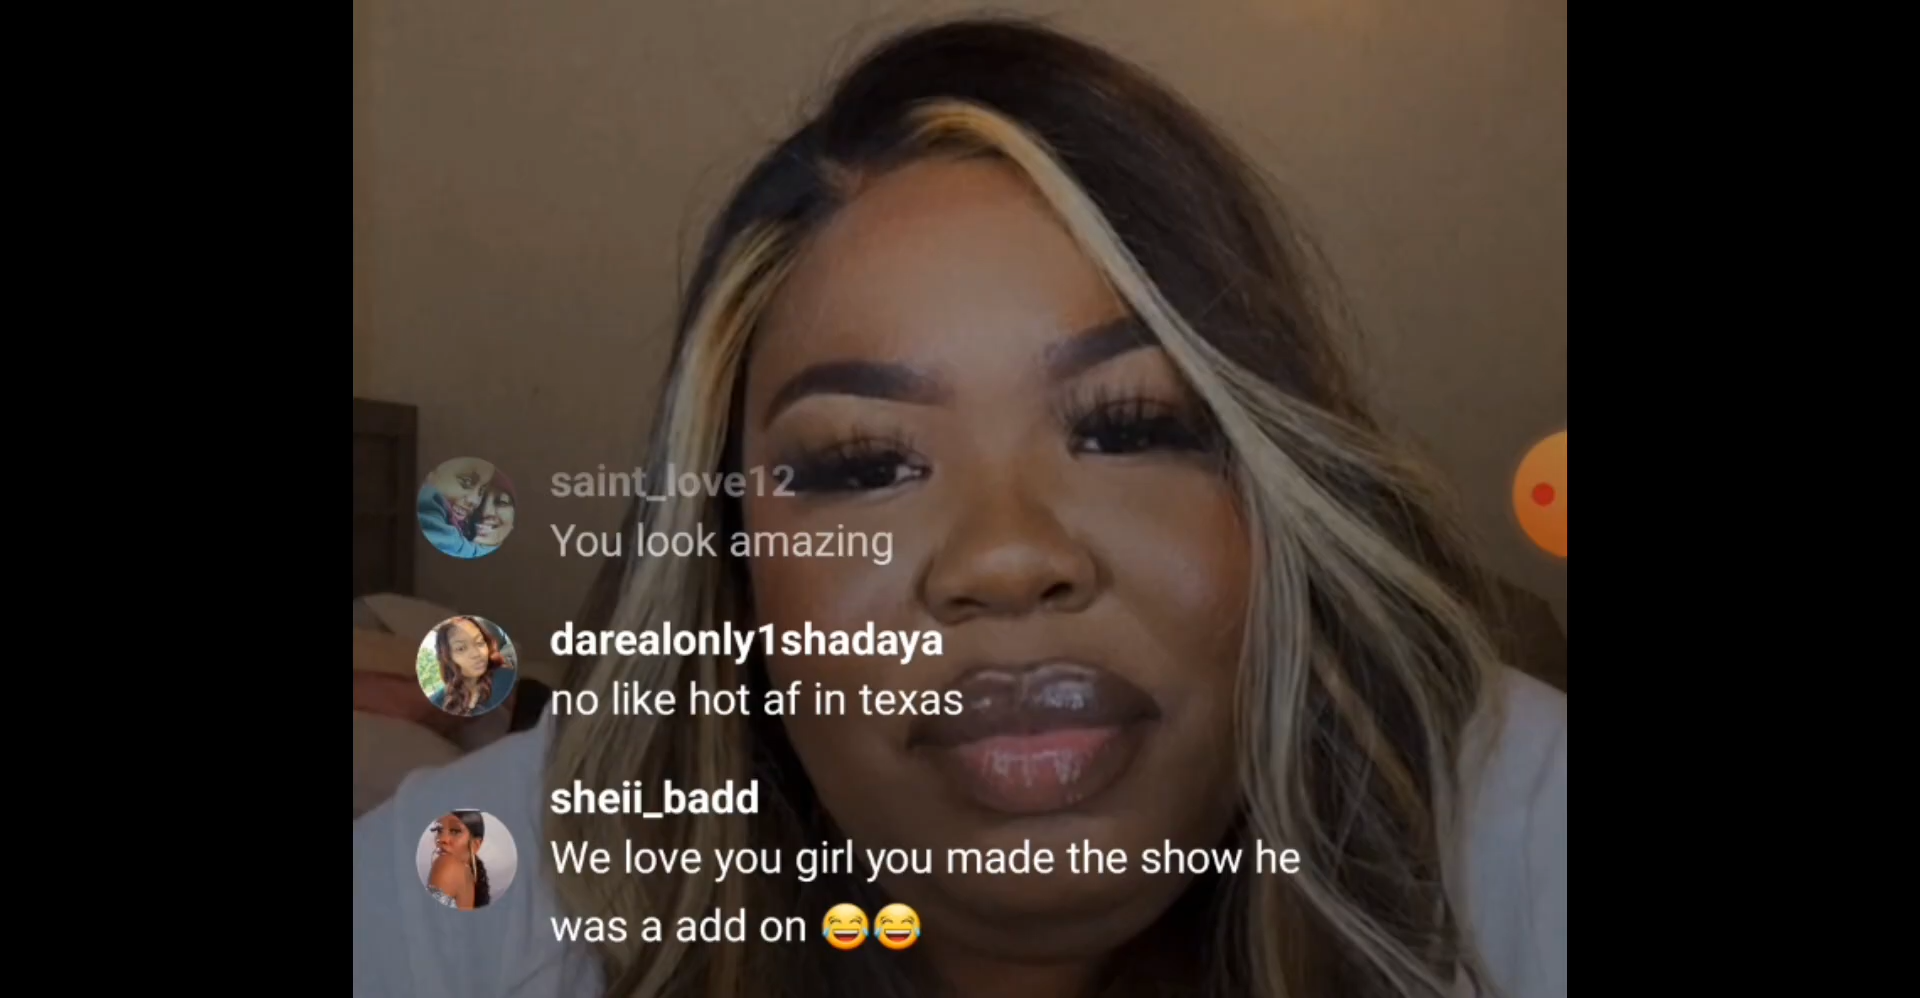 saint_love12
You look amazing
darealonly1shadaya
no like hot af in texas
sheii_badd
We love you girl you made the show he
was a add on 😂😂